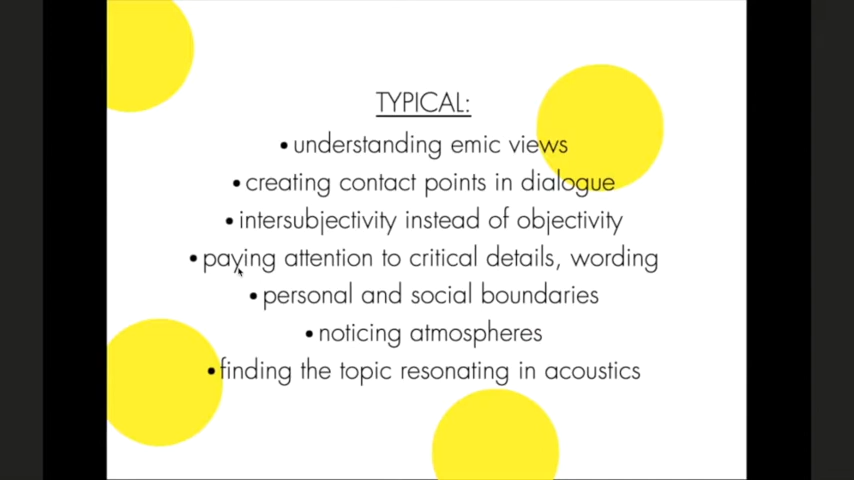 TYPICAL:
• understanding emic views
• creating contact points in dialogue
• intersubjectivity instead of objectivity
• paying attention to critical details, wording
• personal and social boundaries
• noticing atmospheres
• finding the topic resonating in acoustics